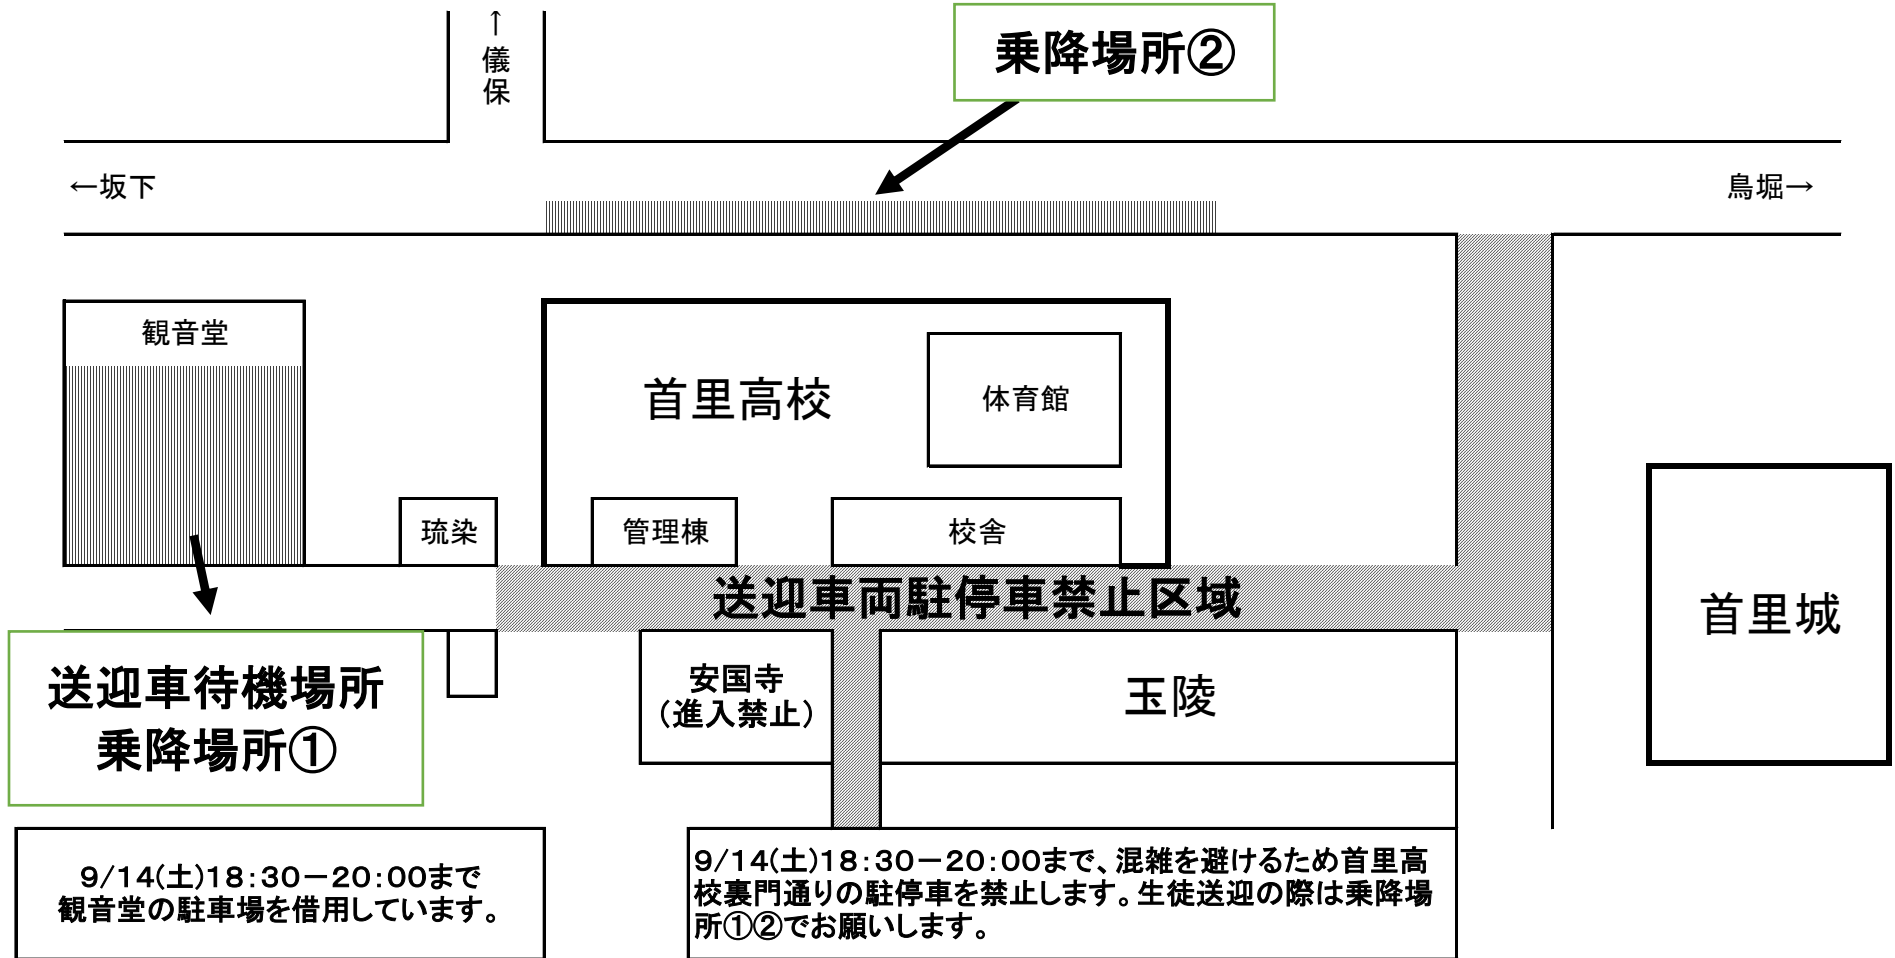 ↑儀保
乗降場所②
←坂下
鳥堀→
観音堂
首里高校
体育館
琉染
管理棟
校舎
送迎車両駐停車禁止区域
首里城
送迎車待機場所
乗降場所①
安国寺
（進入禁止）
玉陵
9/14(土)18：30－20：00まで
観音堂の駐車場を借用しています。
9/14(土)18：30－20：00まで、混雑を避けるため首里高
校裏門通りの駐停車を禁止します。生徒送迎の際は乗降場
所①②でお願いします。